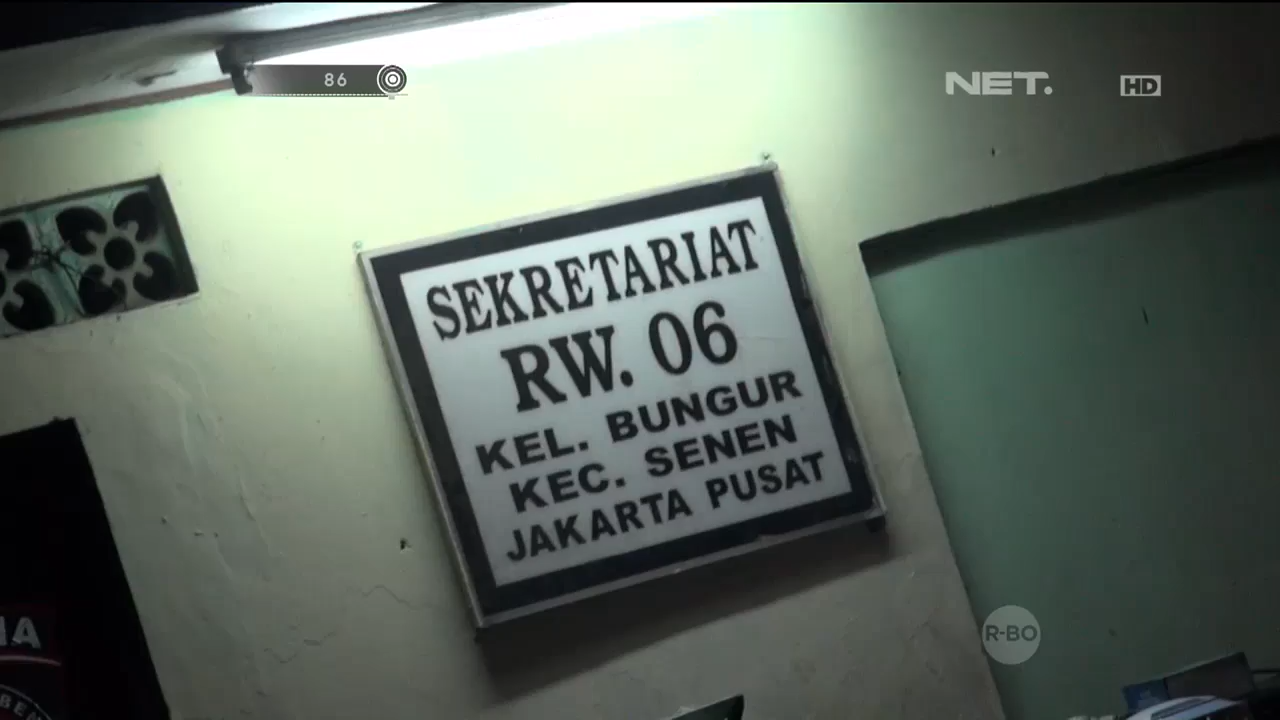 86
NET.
HD
SEKRETARIAT
RW. 06
KEL. BUNGUR
KEC. SENEN
JAKARTA PUSAT
R-BO